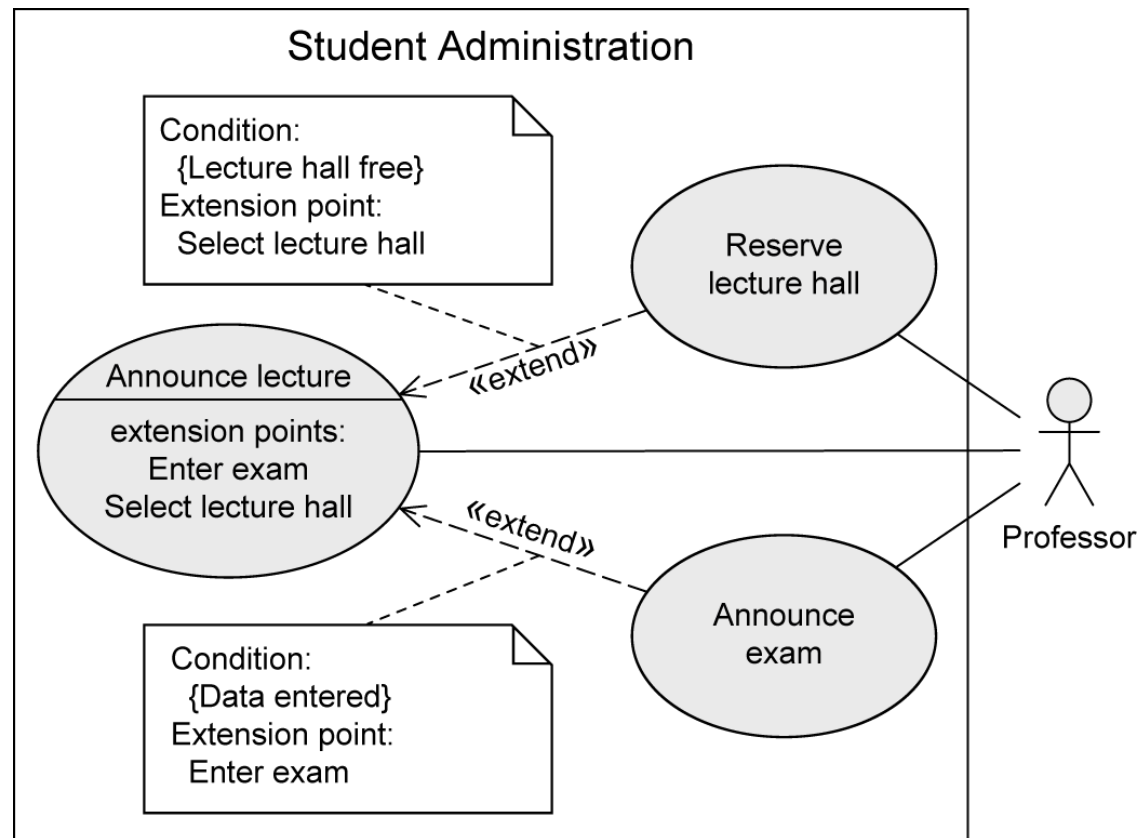 Student Administration
Condition:
{Lecture hall free}
Extension point:
Select lecture hall
Reserve
lecture hall
«extend»
Announce lecture
extension points:
Enter exam
Select lecture hall
«extend»
Professor
Announce
exam
Condition:
{Data entered}
Extension point:
Enter exam